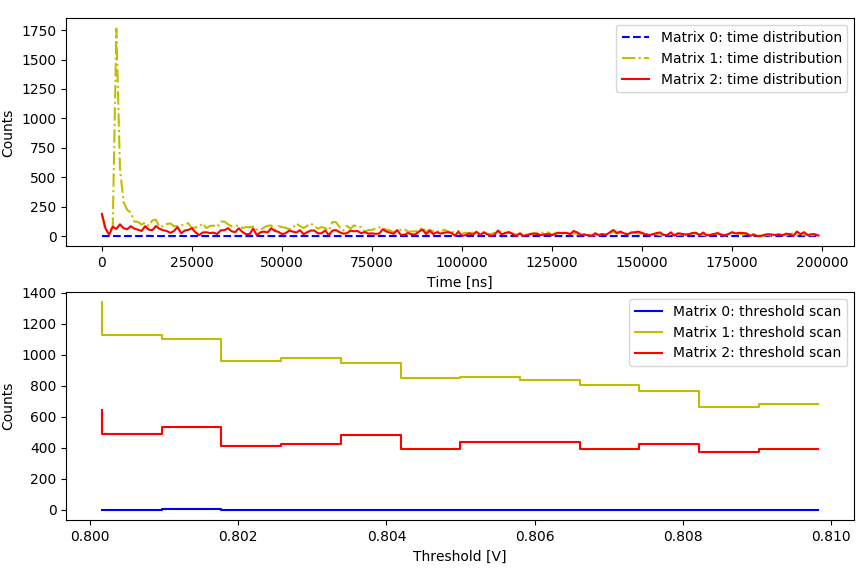 1750
1500
1250
1000
750
500
250
0
Counts
Matrix 0: time distribution
Matrix 1: time distribution
Matrix 2: time distribution
0 25000 50000 75000 100000 125000 150000 175000 200000
Time [ns]
1400
1200
1000
800
600
400
200
0
Counts
Matrix 0: threshold scan
Matrix 1: threshold scan
Matrix 2: threshold scan
0.800 0.802 0.804 0.806 0.808 0.810
Threshold [V]